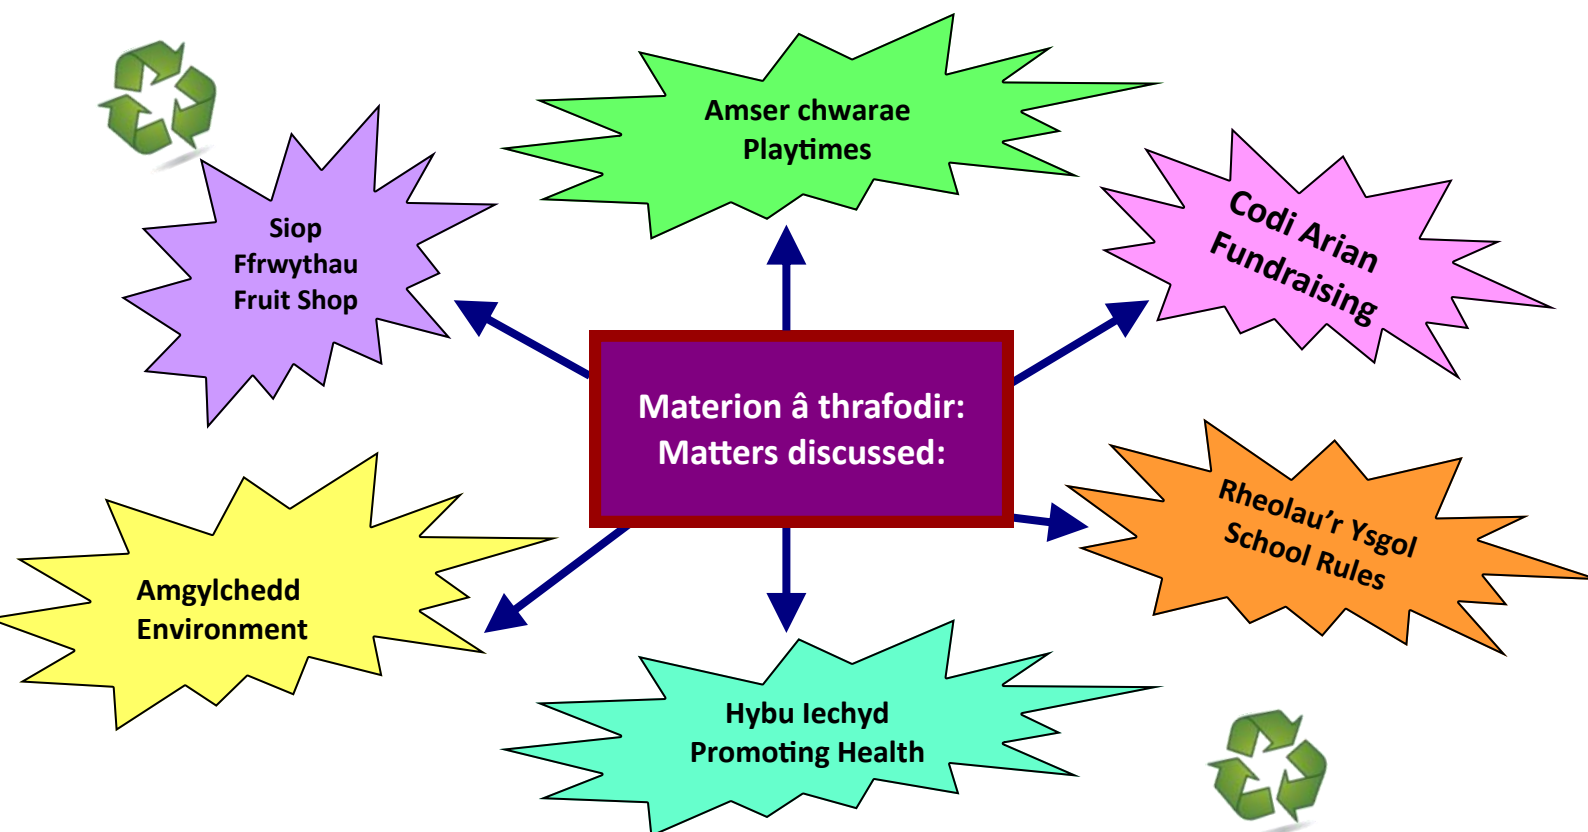 Amser chwarae
Playtimes
Codi Arian
Fundraising
Siop
Ffrwythau
Fruit Shop
Materion â thrafodir:
Matters discussed:
Rheolau'r Ysgol
School Rules
Amgylchedd
Environment
Hybu Iechyd
Promoting Health